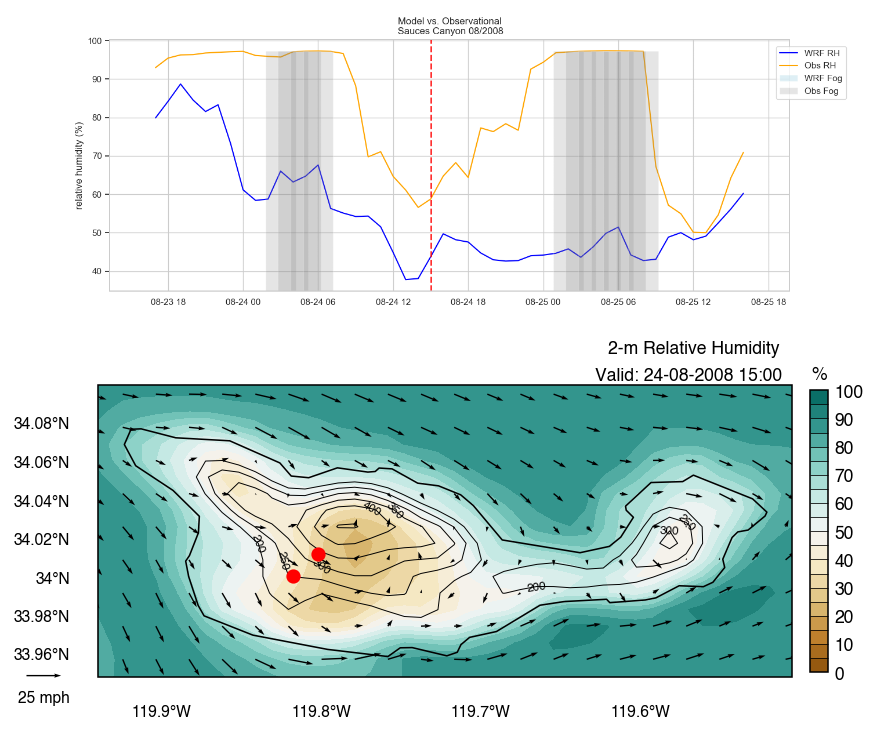 Model vs. Observational
Sauces Canyon 08/2008
100
90
80
70
60
50
40
relative humidity (%)
08-23 18
08-24 00
08-24 06
08-24 12
08-24 18
08-25 00
08-25 06
08-25 12
08-25 18
WRF RH
Obs RH
WRF Fog
Obs Fog
2-m Relative Humidity
Valid: 24-08-2008 15:00
%
100
90
80
70
60
50
40
30
20
10
0
34.08°N
34.06°N
34.04°N
34.02°N
34°N
33.98°N
33.96°N
25 mph
119.9°W
119.8°W
119.7°W
119.6°W
400
200
300
200